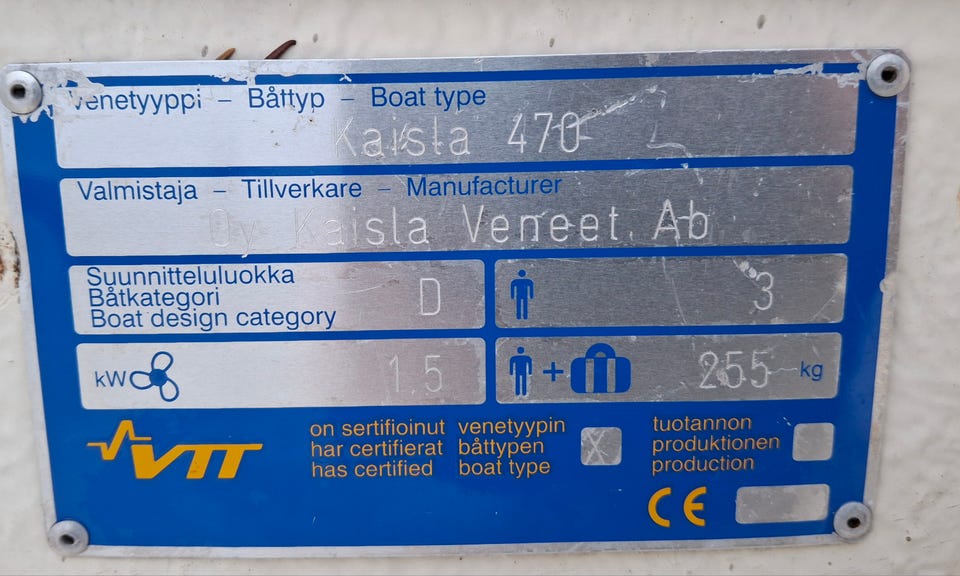 Venetyyppi – Båttyp – Boat type
Kaisla 470
Valmistaja – Tillverkare – Manufacturer
Oy Kaisla Veneet Ab
Suunnitteluluokka
Båtkategori
Boat design category
D
3
kW
1.5
+
255 kg
VTT
on sertifioinut venetyypin
har certifierat båttypen
has certified boat type
X
tuotannon
produktionen
production
CE